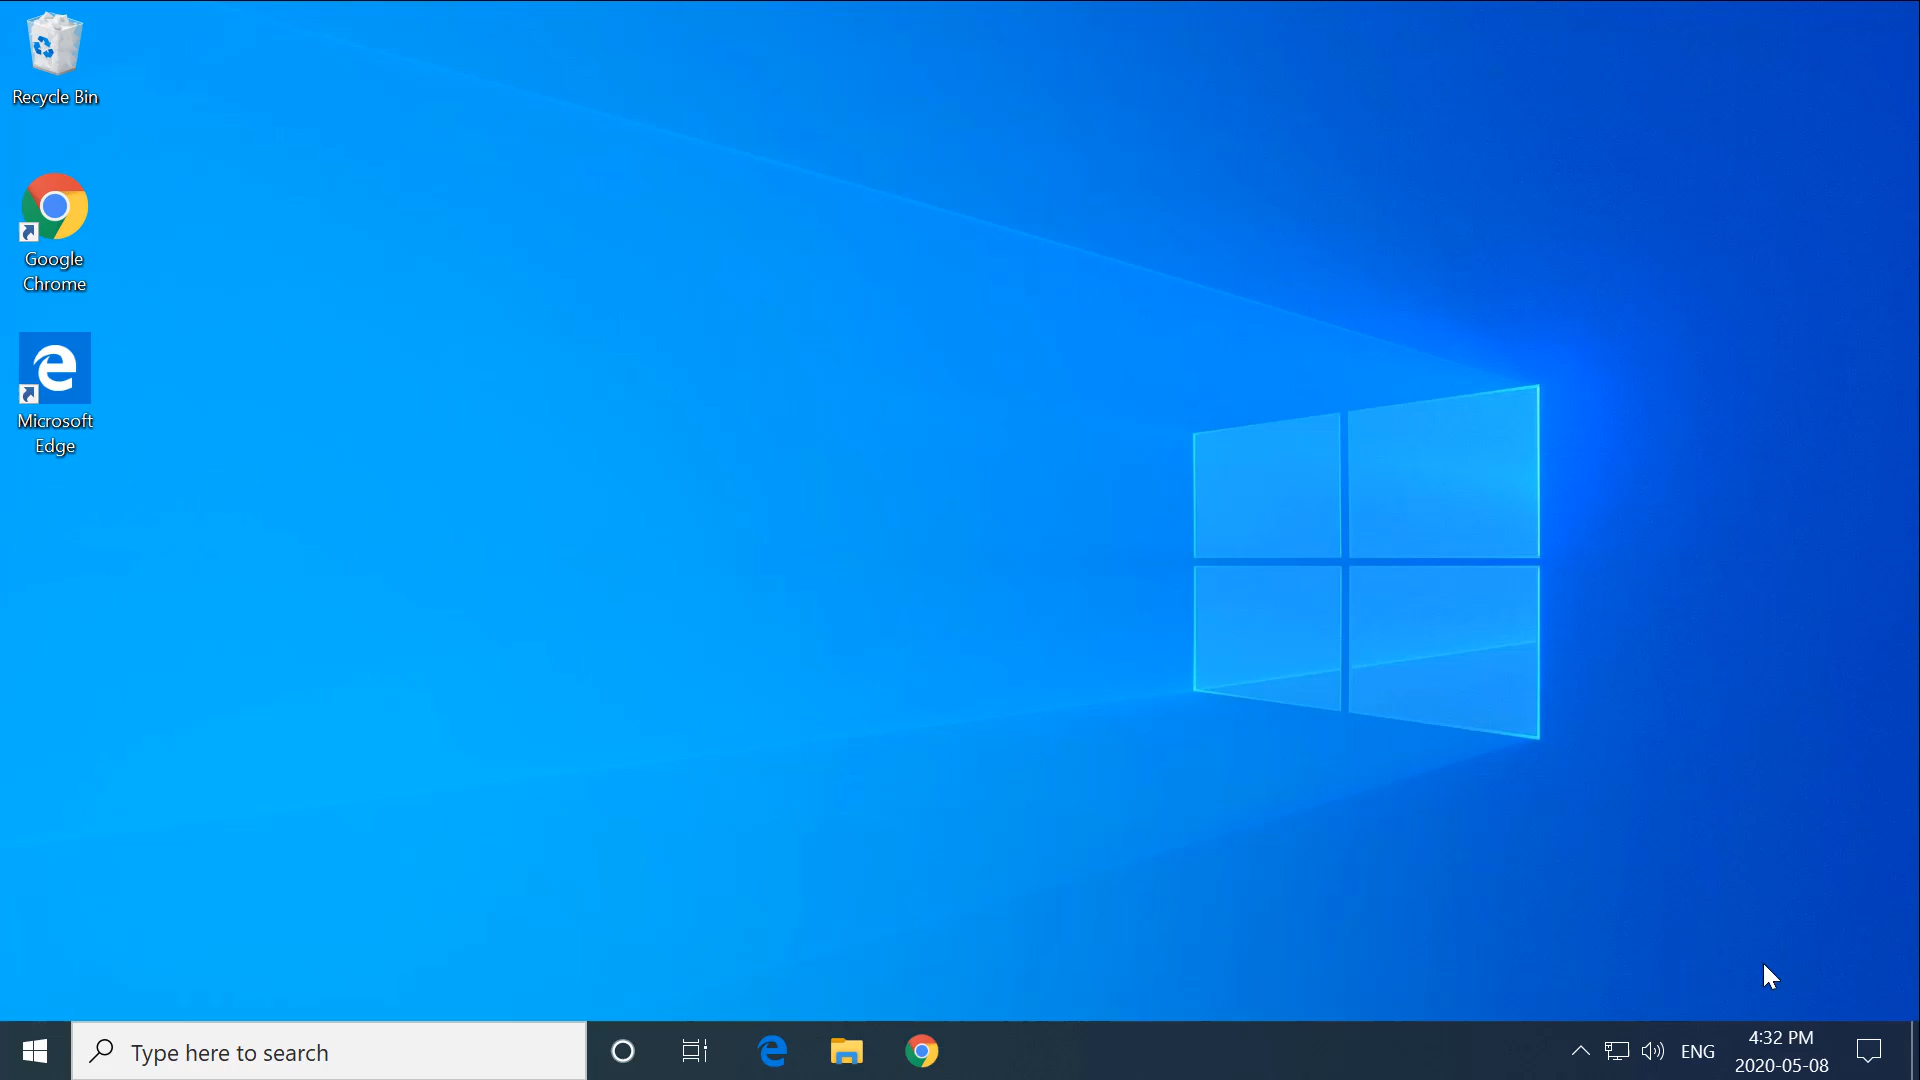 Recycle Bin
Google
Chrome
Microsoft
Edge
Type here to search
ENG
4:32 PM
2020-05-08